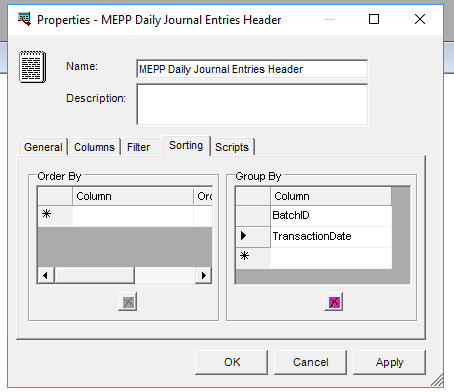 Properties - MEPP Daily Journal Entries Header
Name:
MEPP Daily Journal Entries Header
Description:
General
Columns
Filter
Sorting
Scripts
Order By
Column
Orc
Group By
Column
BatchID
TransactionDate
OK
Cancel
Apply